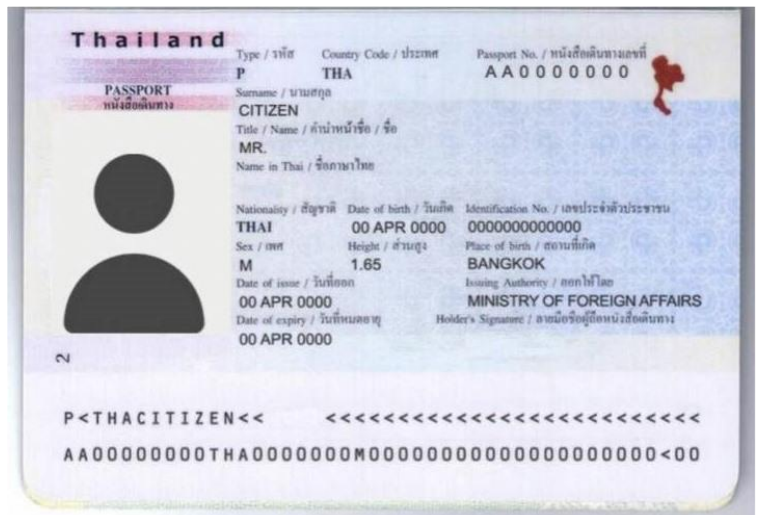 Thailand
Type / รหัส Country Code / ประเทศ Passport No. / หนังสือเดินทางเลขที่
P THA AA0000000
PASSPORT
หนังสือเดินทาง
Surname / นามสกุล
CITIZEN
Title / Name / คำนำหน้าชื่อ / ชื่อ
MR.
Name in Thai / ชื่อภาษาไทย
Nationality / สัญชาติ Date of birth / วันเกิด Identification No. / เลขประจำตัวประชาชน
THAI 00 APR 0000 0000000000000
Sex / เพศ Height / ส่วนสูง Place of birth / สถานที่เกิด
M 1.65 BANGKOK
Date of issue / วันที่ออก Issuing Authority / ออกให้โดย
00 APR 0000 MINISTRY OF FOREIGN AFFAIRS
Date of expiry / วันที่หมดอายุ Holder's Signature / ลายมือชื่อผู้ถือหนังสือเดินทาง
00 APR 0000
2
P<THACITIZEN<< <<<<<<<<<<<<<<<<<<<<<<<<<<
AA00000000THA0000000M00000000000000000000<00